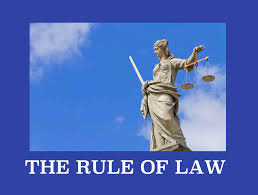 THE RULE OF LAW